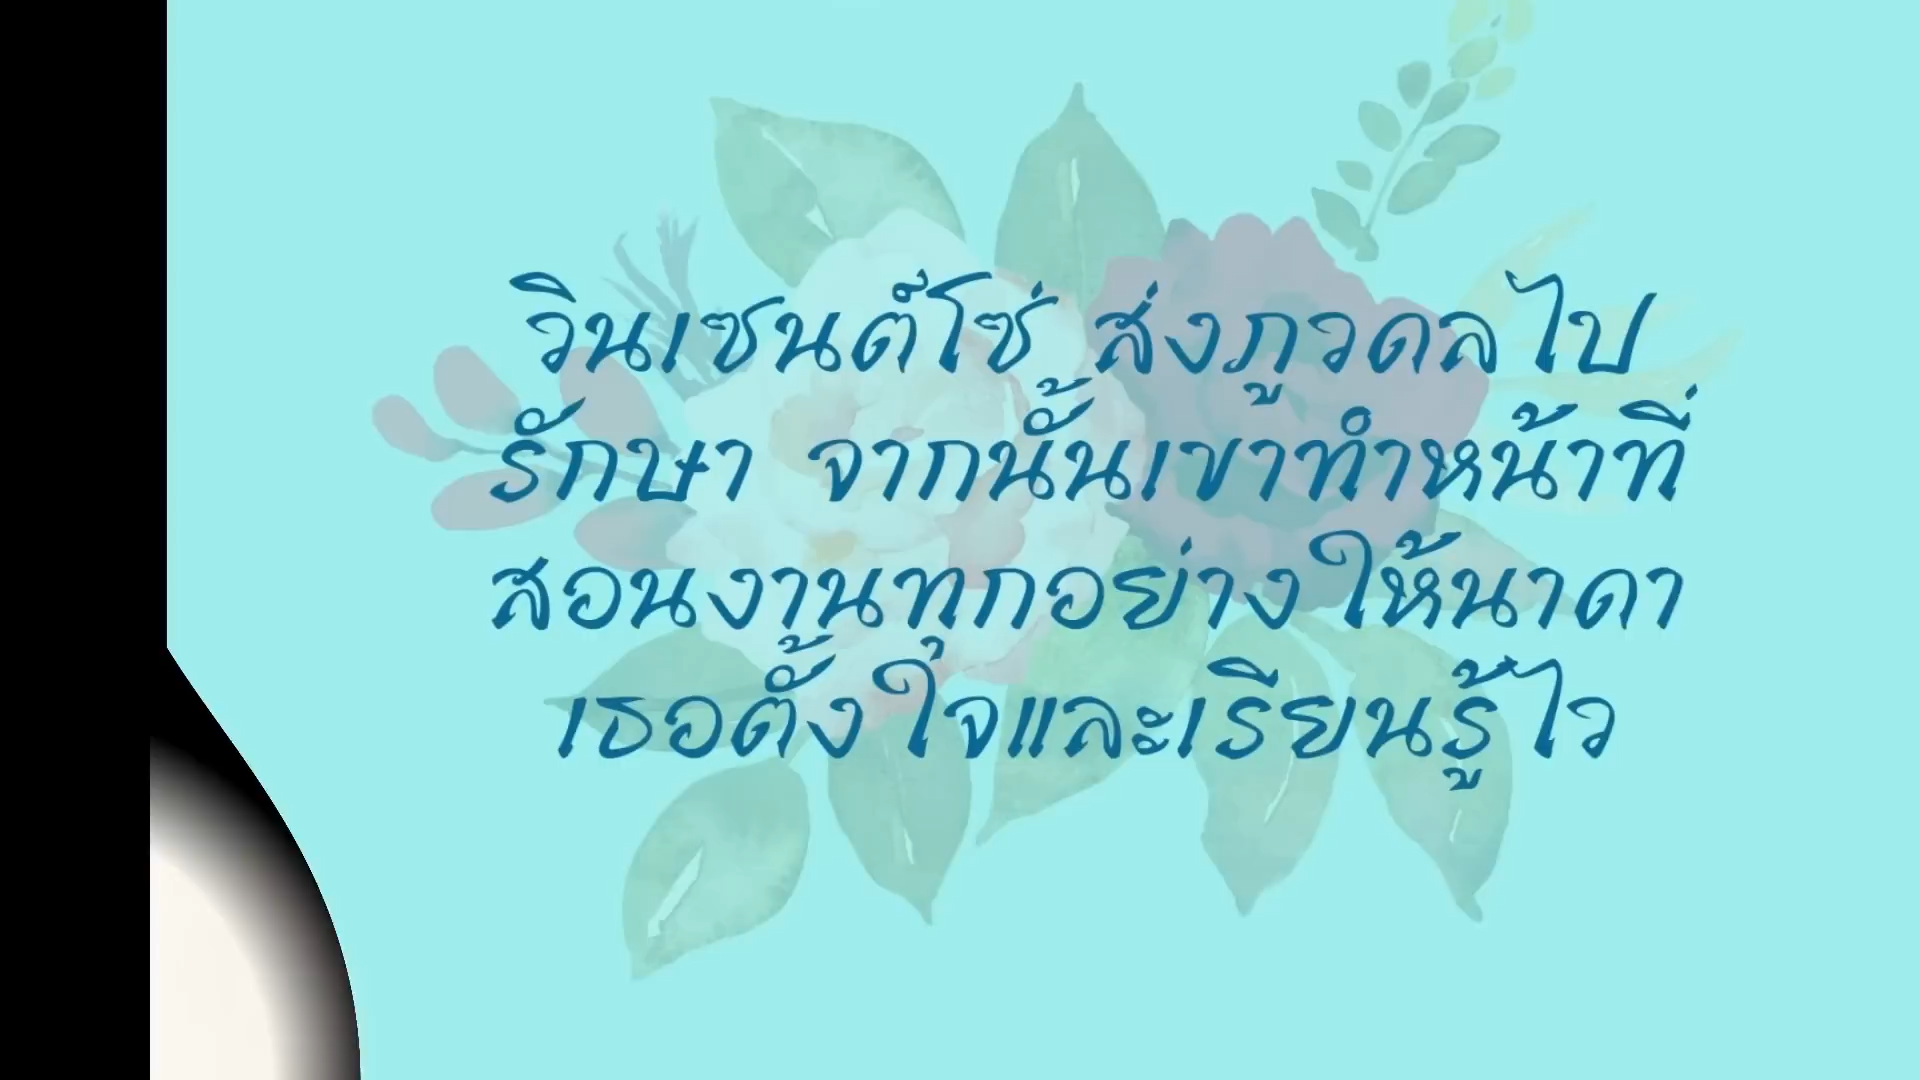 วินเซนต์โซ่ ส่งภูวดลไป
รักษา จากนั้นเขาทำหน้าที่
สอนงานทุกอย่างให้นาดา
เธอตั้งใจและเรียนรู้ไว